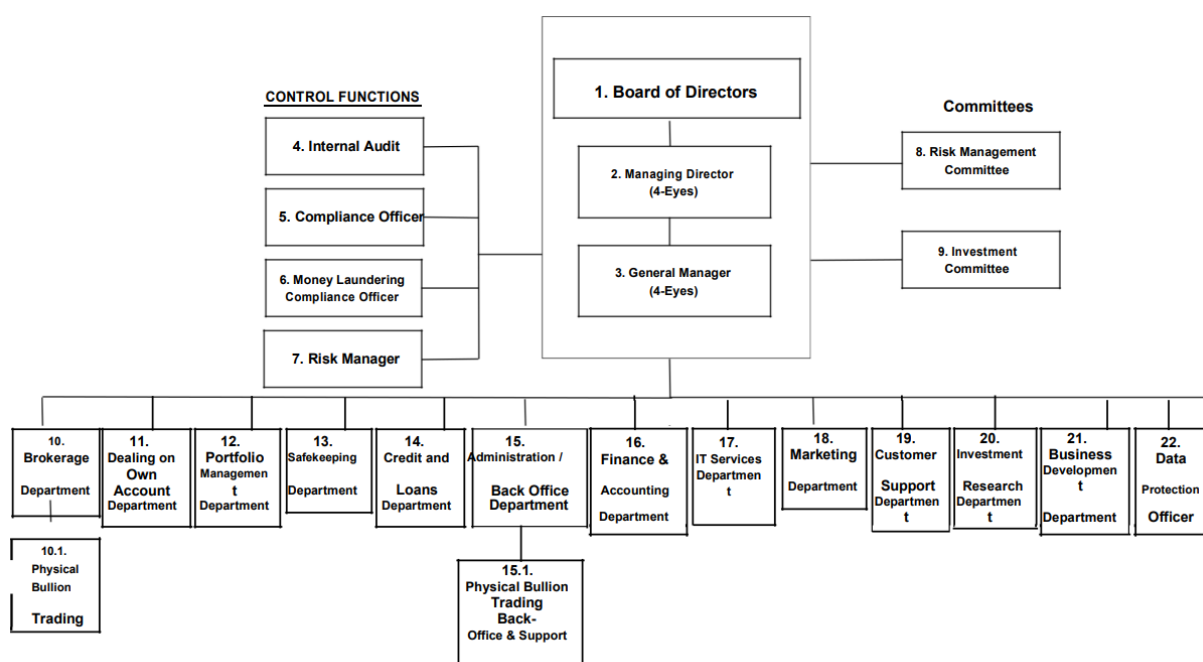 1. Board of Directors
CONTROL FUNCTIONS
Committees
4. Internal Audit
2. Managing Director
(4-Eyes)
8. Risk Management
Committee
5. Compliance Officer
3. General Manager
(4-Eyes)
9. Investment
Committee
6. Money Laundering
Compliance Officer
7. Risk Manager
10.
Brokerage
Department
11.
Dealing on
Own
Account
Department
12.
Portfolio
Managemen
t
Department
13.
Safekeeping
Department
14.
Credit and
Loans
Department
15.
Administration /
Back Office
Department
16.
Finance &
Accounting
Department
17.
IT Services
Departmen
t
18.
Marketing
Department
19.
Customer
Support
Departmen
t
20.
Investment
Research
Departmen
t
21.
Business
Developmen
t
Department
22.
Data
Protection
Officer
10.1.
Physical
Bullion
Trading
15.1.
Physical Bullion
Trading
Back-
Office & Support